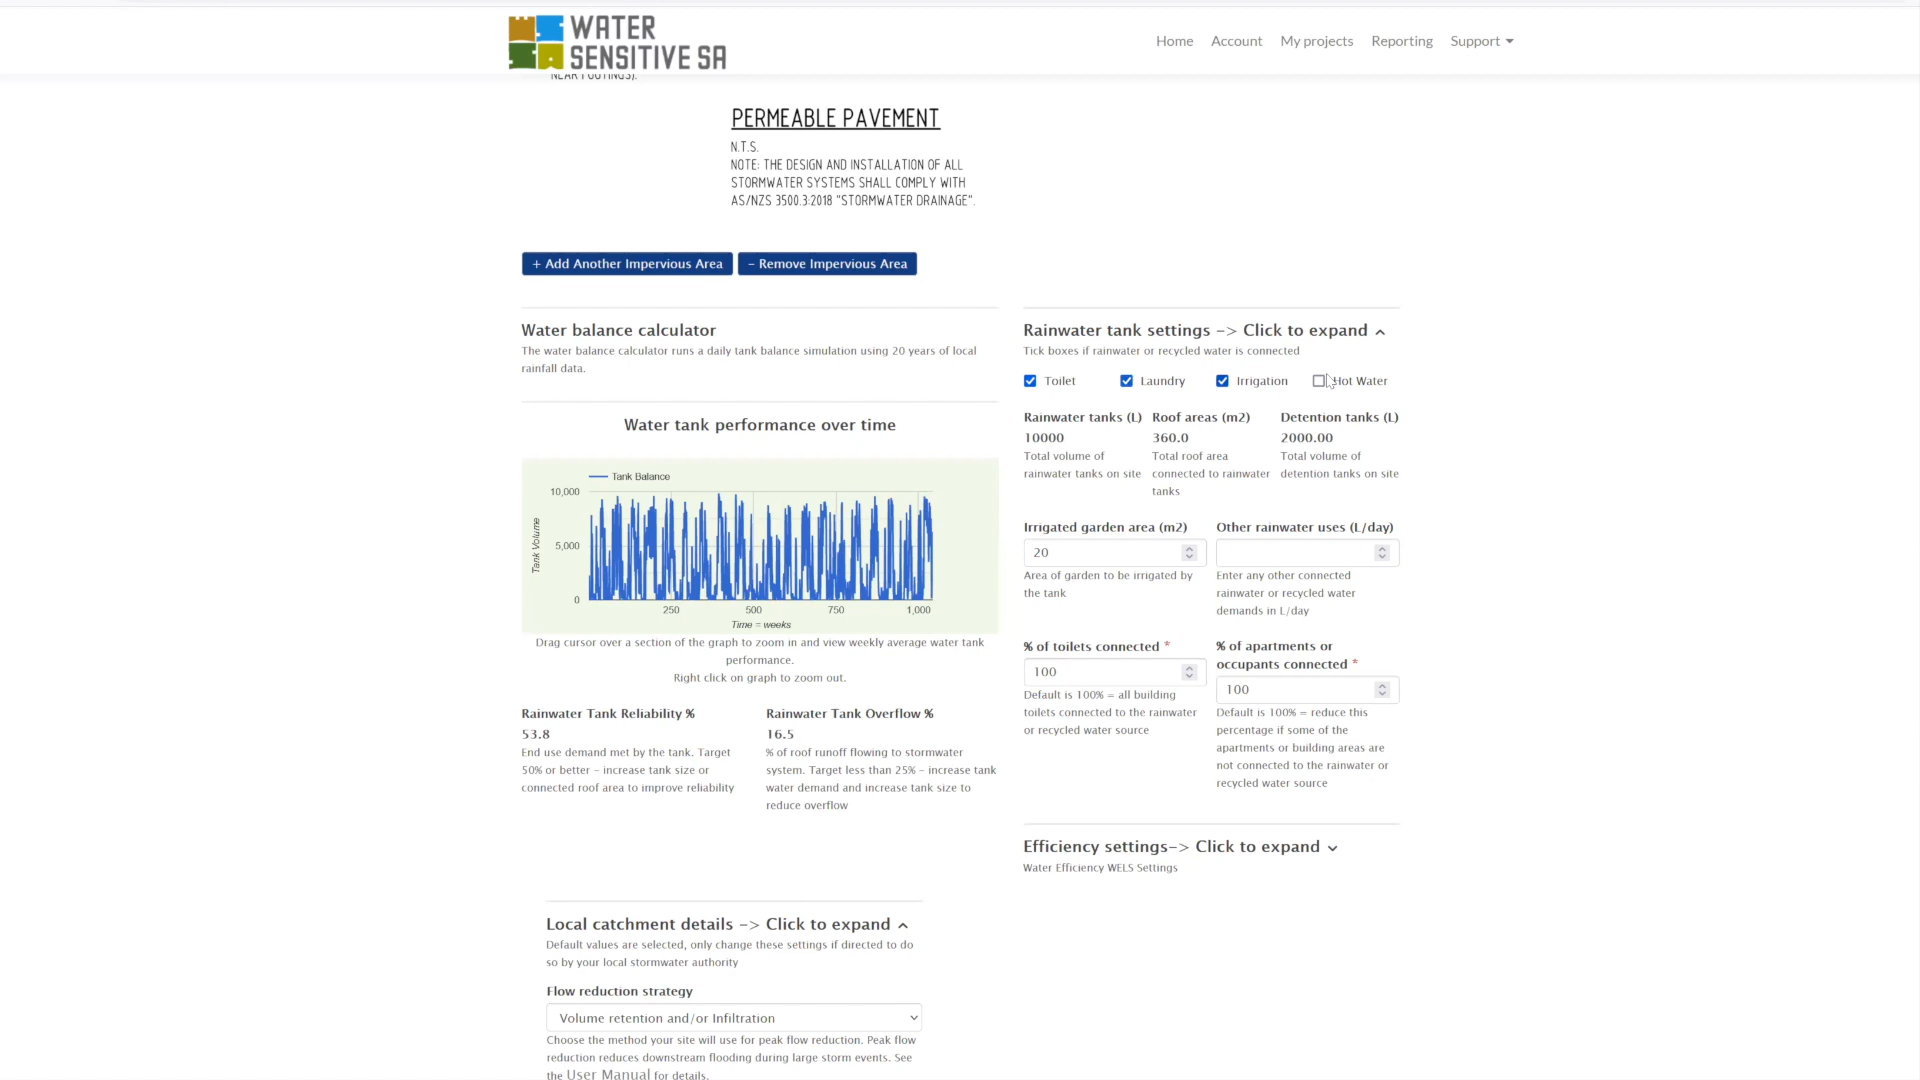 WATER
SENSITIVE SA
Home
Account
My projects
Reporting
Support
NEAR FOOTINGS).
PERMEABLE PAVEMENT
N.T.S.
NOTE: THE DESIGN AND INSTALLATION OF ALL
STORMWATER SYSTEMS SHALL COMPLY WITH
AS/NZS 3500.3:2018 "STORMWATER DRAINAGE".
+ Add Another Impervious Area
- Remove Impervious Area
Water balance calculator
The water balance calculator runs a daily tank balance simulation using 20 years of local
rainfall data.
Water tank performance over time
Tank Balance
10,000
5,000
0
Tank Volume
250
500
750
1,000
Time = weeks
Drag cursor over a section of the graph to zoom in and view weekly average water tank
performance.
Right click on graph to zoom out.
Rainwater Tank Reliability %
53.8
End use demand met by the tank. Target
50% or better - increase tank size or
connected roof area to improve reliability
Rainwater Tank Overflow %
16.5
% of roof runoff flowing to stormwater
system. Target less than 25% - increase tank
water demand and increase tank size to
reduce overflow
Rainwater tank settings -> Click to expand
Tick boxes if rainwater or recycled water is connected
Toilet
Laundry
Irrigation
Hot Water
Rainwater tanks (L)
10000
Total volume of
rainwater tanks on site
Roof areas (m2)
360.0
Total roof area
connected to rainwater
tanks
Detention tanks (L)
2000.00
Total volume of
detention tanks on site
Irrigated garden area (m2)
20
Area of garden to be irrigated by
the tank
Other rainwater uses (L/day)
Enter any other connected
rainwater or recycled water
demands in L/day
% of toilets connected *
100
Default is 100% = all building
toilets connected to the rainwater
or recycled water source
% of apartments or
occupants connected *
100
Default is 100% = reduce this
percentage if some of the
apartments or building areas are
not connected to the rainwater or
recycled water source
Efficiency settings-> Click to expand
Water Efficiency WELS Settings
Local catchment details -> Click to expand
Default values are selected, only change these settings if directed to do
so by your local stormwater authority
Flow reduction strategy
Volume retention and/or Infiltration
Choose the method your site will use for peak flow reduction. Peak flow
reduction reduces downstream flooding during large storm events. See
the User Manual for details.